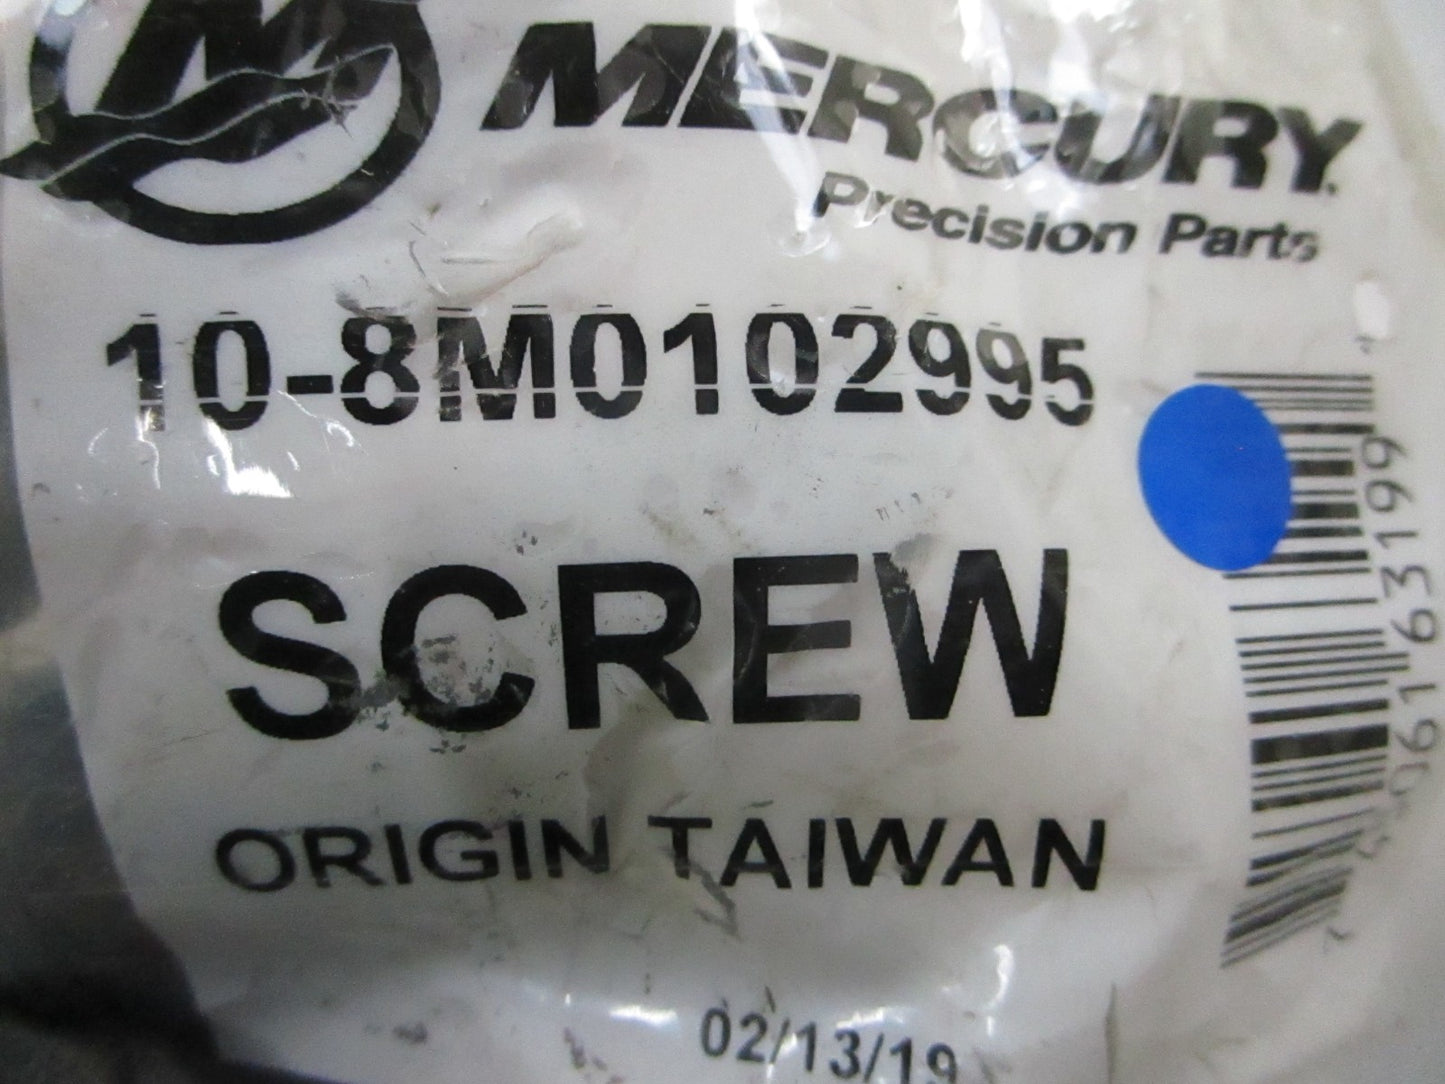 MERCURY
Precision Parts
10-8M0102995
SCREW
ORIGIN TAIWAN
02/13/19